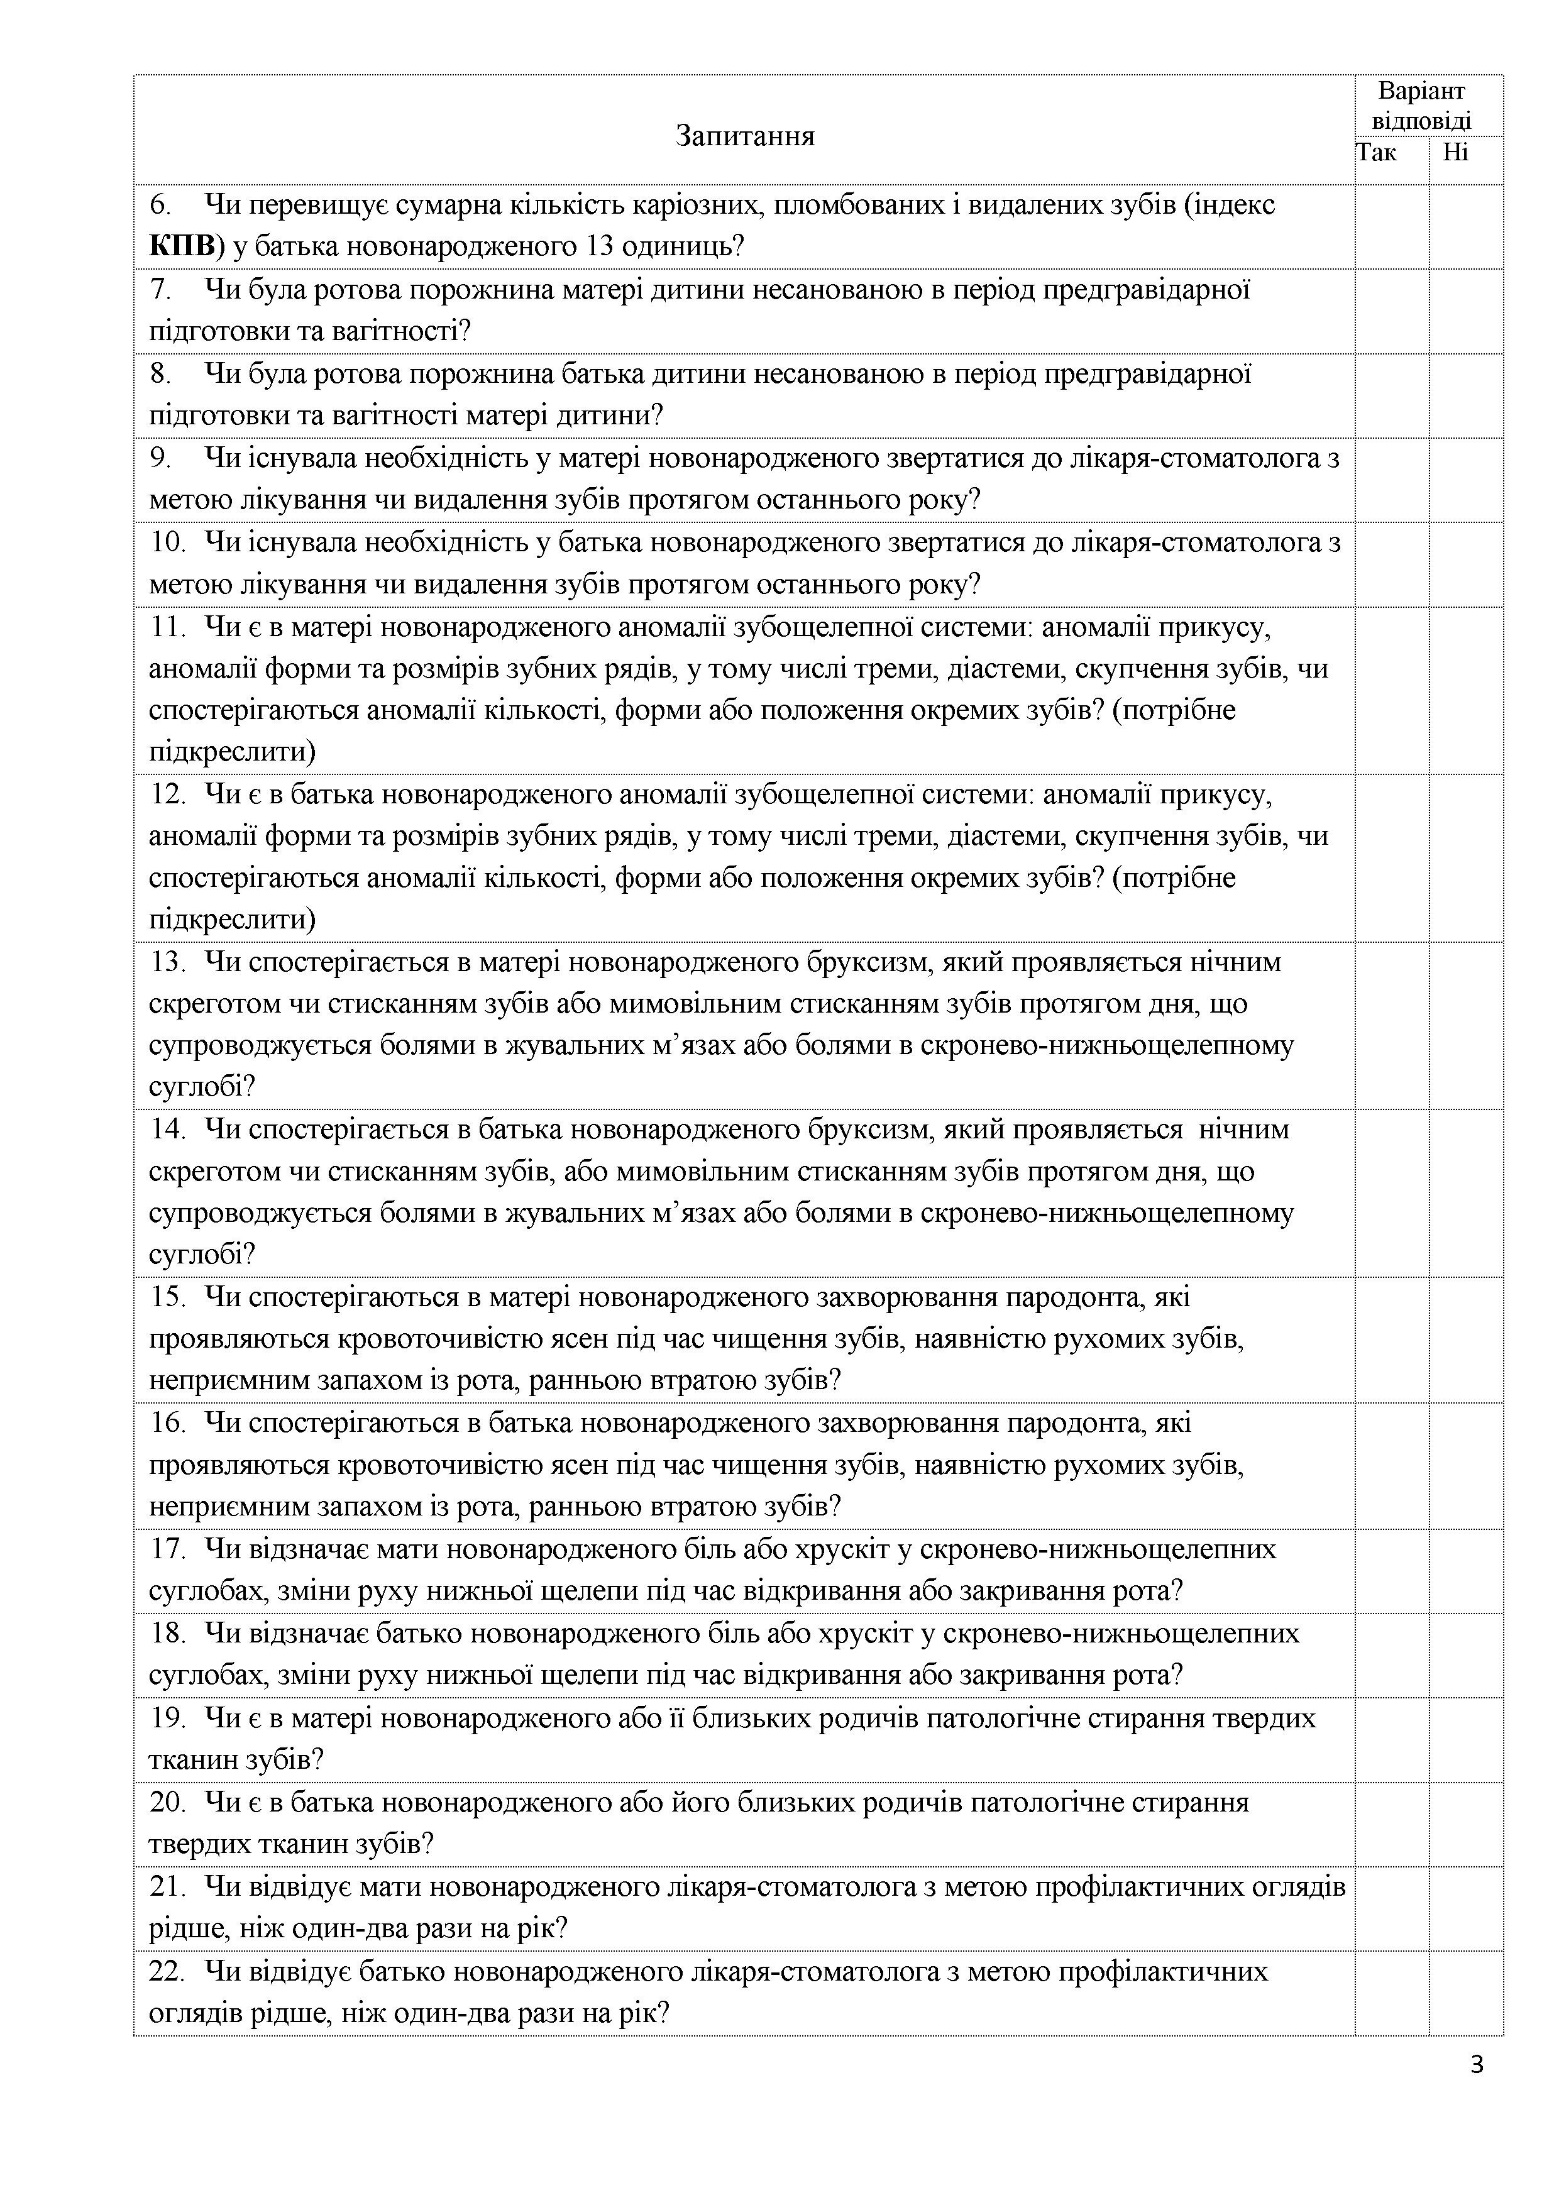 Запитання
Варіант
відповіді
Так Ні
6. Чи перевищує сумарна кількість каріозних, пломбованих і видалених зубів (індекс
КПВ) у батька новонародженого 13 одиниць?
7. Чи була ротова порожнина матері дитини несанованою в період предгравідарної
підготовки та вагітності?
8. Чи була ротова порожнина батька дитини несанованою в період предгравідарної
підготовки та вагітності матері дитини?
9. Чи існувала необхідність у матері новонародженого звертатися до лікаря-стоматолога з
метою лікування чи видалення зубів протягом останнього року?
10. Чи існувала необхідність у батька новонародженого звертатися до лікаря-стоматолога з
метою лікування чи видалення зубів протягом останнього року?
11. Чи є в матері новонародженого аномалії зубощелепної системи: аномалії прикусу,
аномалії форми та розмірів зубних рядів, у тому числі треми, діастеми, скупчення зубів, чи
спостерігаються аномалії кількості, форми або положення окремих зубів? (потрібне
підкреслити)
12. Чи є в батька новонародженого аномалії зубощелепної системи: аномалії прикусу,
аномалії форми та розмірів зубних рядів, у тому числі треми, діастеми, скупчення зубів, чи
спостерігаються аномалії кількості, форми або положення окремих зубів? (потрібне
підкреслити)
13. Чи спостерігається в матері новонародженого бруксизм, який проявляється нічним
скреготом чи стисканням зубів або мимовільним стисканням зубів протягом дня, що
супроводжується болями в жувальних м’язах або болями в скронево-нижньощелепному
суглобі?
14. Чи спостерігається в батька новонародженого бруксизм, який проявляється нічним
скреготом чи стисканням зубів, або мимовільним стисканням зубів протягом дня, що
супроводжується болями в жувальних м’язах або болями в скронево-нижньощелепному
суглобі?
15. Чи спостерігаються в матері новонародженого захворювання пародонта, які
проявляються кровоточивістю ясен під час чищення зубів, наявністю рухомих зубів,
неприємним запахом із рота, ранньою втратою зубів?
16. Чи спостерігаються в батька новонародженого захворювання пародонта, які
проявляються кровоточивістю ясен під час чищення зубів, наявністю рухомих зубів,
неприємним запахом із рота, ранньою втратою зубів?
17. Чи відзначає мати новонародженого біль або хрускіт у скронево-нижньощелепних
суглобах, зміни руху нижньої щелепи під час відкривання або закривання рота?
18. Чи відзначає батько новонародженого біль або хрускіт у скронево-нижньощелепних
суглобах, зміни руху нижньої щелепи під час відкривання або закривання рота?
19. Чи є в матері новонародженого або її близьких родичів патологічне стирання твердих
тканин зубів?
20. Чи є в батька новонародженого або його близьких родичів патологічне стирання
твердих тканин зубів?
21. Чи відвідує мати новонародженого лікаря-стоматолога з метою профілактичних оглядів
рідше, ніж один-два рази на рік?
22. Чи відвідує батько новонародженого лікаря-стоматолога з метою профілактичних
оглядів рідше, ніж один-два рази на рік?
3